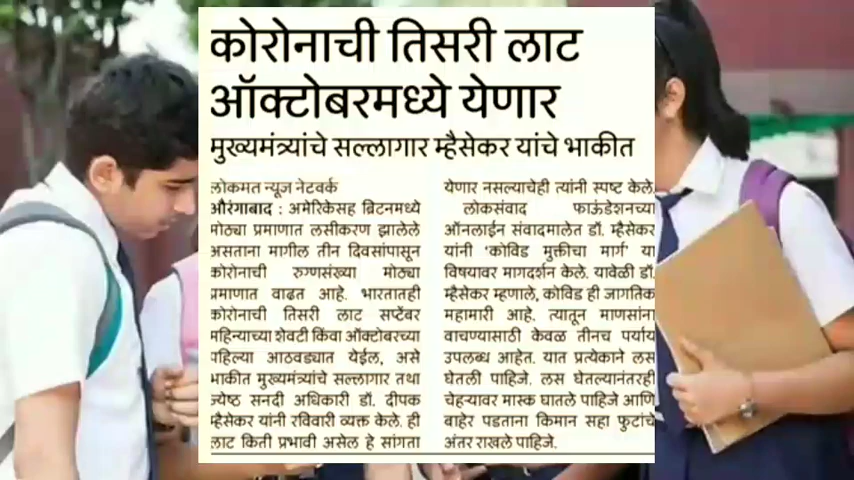 कोरोनाची तिसरी लाट
ऑक्टोबरमध्ये येणार
मुख्यमंत्र्यांचे सल्लागार म्हैसेकर यांचे भाकीत
लोकमत न्यूज नेटवर्क
औरंगाबाद : अमेरिकेसह ब्रिटनमध्ये
मोठ्या प्रमाणात लसीकरण झालेले
असताना मागील तीन दिवसांपासून
कोरोनाची रुग्णसंख्या मोठ्या
प्रमाणात वाढत आहे. भारतातही
कोरोनाची तिसरी लाट सप्टेंबर
महिन्याच्या शेवटी किंवा ऑक्टोबरच्या
पहिल्या आठवड्यात येईल, असे
भाकीत मुख्यमंत्र्यांचे सल्लागार तथा
ज्येष्ठ सनदी अधिकारी डॉ. दीपक
म्हैसेकर यांनी रविवारी व्यक्त केले. ही
लाट किती प्रभावी असेल हे सांगता
येणार नसल्याचेही त्यांनी स्पष्ट केले.
लोकसंवाद फाऊंडेशनच्या
ऑनलाईन संवादमालेत डॉ. म्हैसेकर
यांनी 'कोविड मुक्तीचा मार्ग' या
विषयावर मागदर्शन केले. यावेळी डॉ.
म्हैसेकर म्हणाले, कोविड ही जागतिक
महामारी आहे. त्यातून माणसांना
वाचण्यासाठी केवळ तीनच पर्याय
उपलब्ध आहेत. यात प्रत्येकाने लस
घेतली पाहिजे. लस घेतल्यानंतरही
चेहऱ्यावर मास्क घातले पाहिजे आणि
बाहेर पडताना किमान सहा फुटांचे
अंतर राखले पाहिजे.